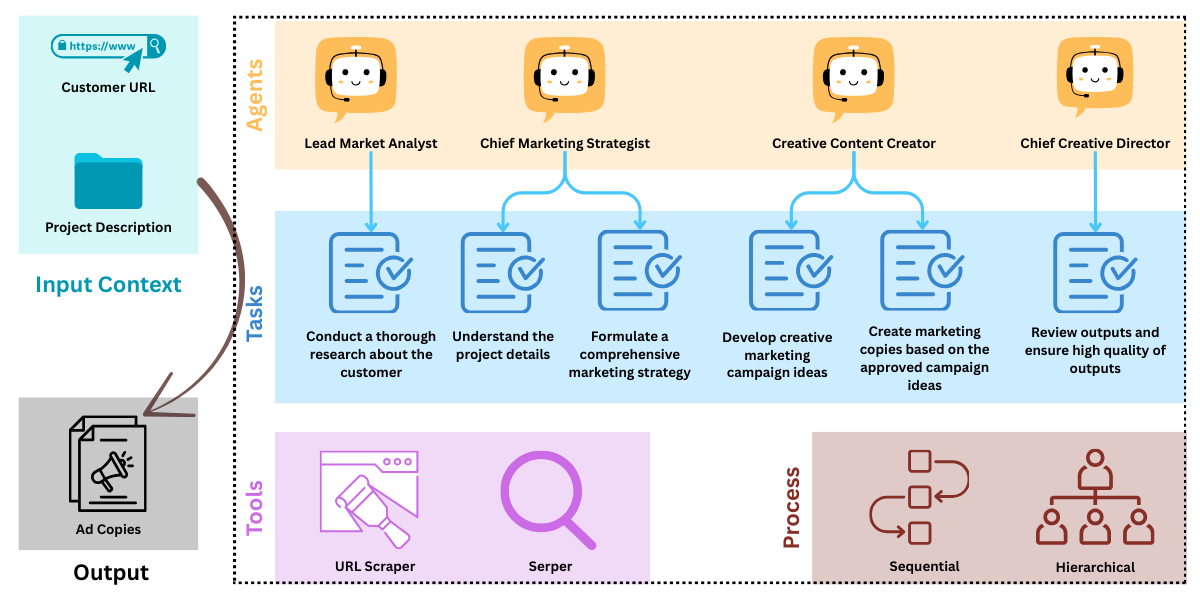 https://www
Customer URL
Project Description
Input Context
Ad Copies
Output
Agents
Lead Market Analyst
Chief Marketing Strategist
Creative Content Creator
Chief Creative Director
Tasks
Conduct a thorough
research about the
customer
Understand the
project details
Formulate a
comprehensive
marketing strategy
Develop creative
marketing
campaign ideas
Create marketing
copies based on the
approved campaign
ideas
Review outputs and
ensure high quality of
outputs
Tools
URL Scraper
Serper
Process
Sequential
Hierarchical